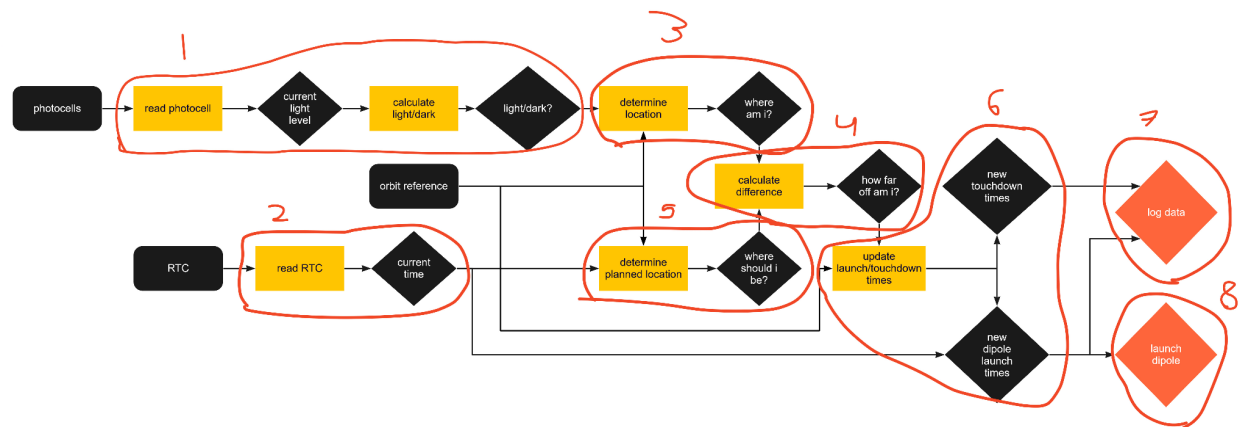 1
3
6
7
photocells
read photocell
current
light
level
calculate
light/dark
light/dark?
determine
location
where
am i?
4
orbit reference
calculate
difference
how far
off am i?
new
touchdown
times
log data
2
5
RTC
read RTC
current
time
determine
planned location
where
should i
be?
update
launch/touchdown
times
8
new
dipole
launch
times
launch
dipole